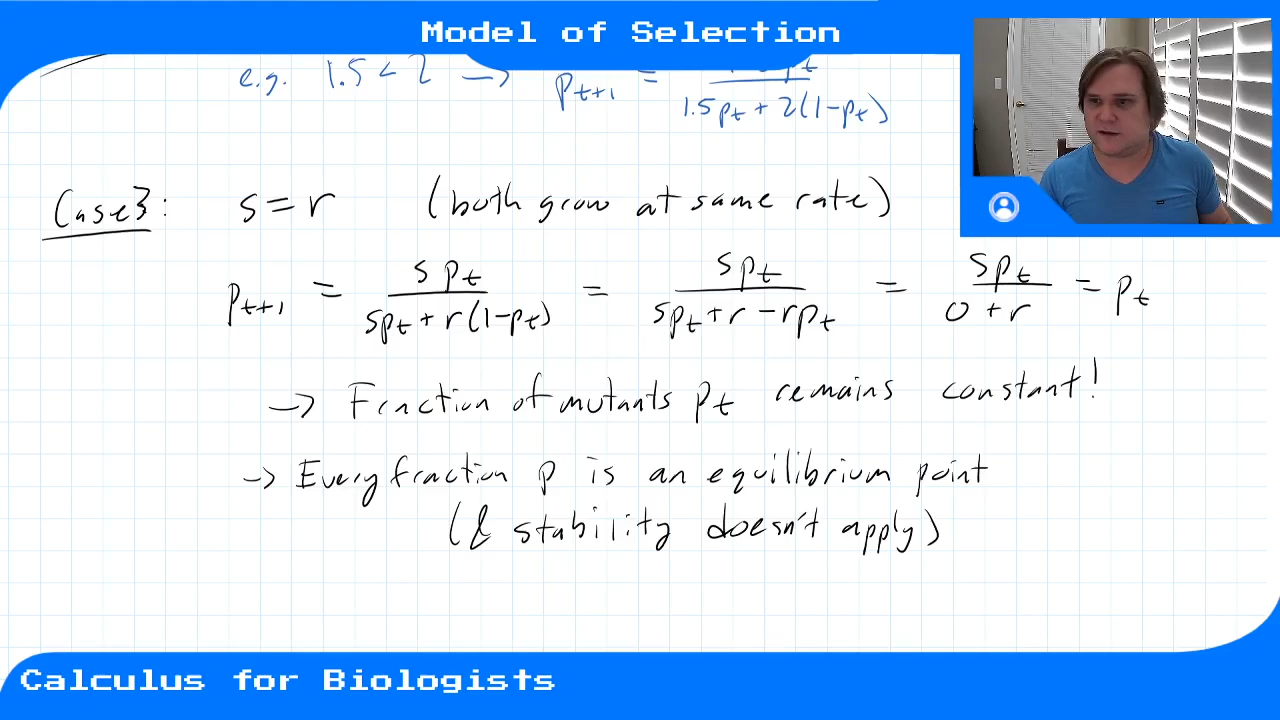 Model of Selection
e.g. 1.5 < 2 → p_{t+1} = p_t / 1.5p_t + 2(1-p_t)
Case 3: s = r (both grow at same rate)
p_{t+1} = s p_t / sp_t + r(1-p_t) = sp_t / sp_t + r - rp_t = sp_t / 0 + r = p_t
→ Fraction of mutants p_t remains constant!
→ Every fraction p is an equilibrium point
(& stability doesn't apply)
Calculus for Biologists